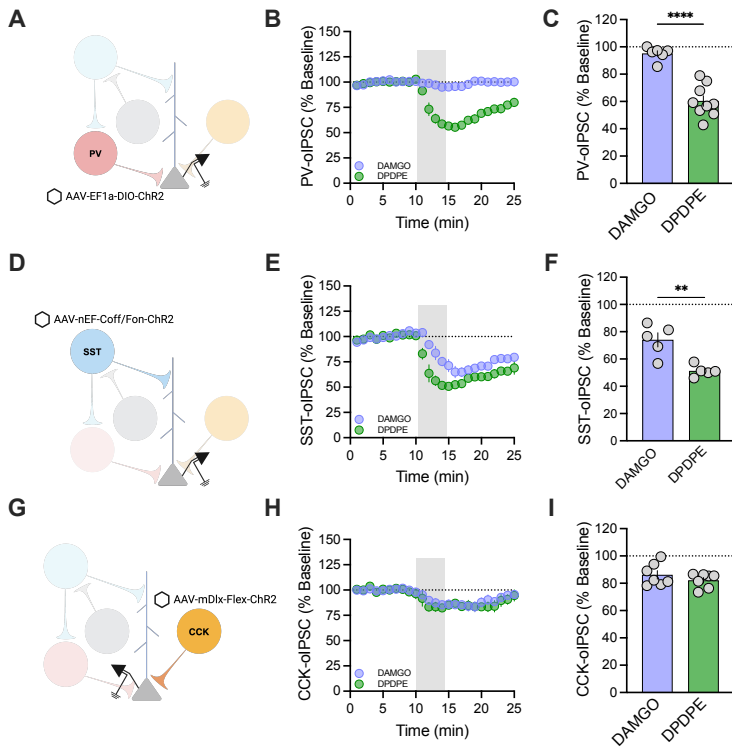 A
PV
AAV-EF1a-DIO-ChR2
B
PV-oIPSC (% Baseline)
150
125
100
75
50
25
0
0
5
10
15
20
25
Time (min)
DAMGO
DPDPE
C
PV-oIPSC (% Baseline)
120
100
80
60
40
20
0
****
DAMGO
DPDPE
D
AAV-nEF-Coff/Fon-ChR2
SST
E
SST-oIPSC (% Baseline)
150
125
100
75
50
25
0
0
5
10
15
20
25
Time (min)
DAMGO
DPDPE
F
SST-oIPSC (% Baseline)
120
100
80
60
40
20
0
**
DAMGO
DPDPE
G
AAV-mDlx-Flex-ChR2
CCK
H
CCK-oIPSC (% Baseline)
150
125
100
75
50
25
0
0
5
10
15
20
25
Time (min)
DAMGO
DPDPE
I
CCK-oIPSC (% Baseline)
120
100
80
60
40
20
0
DAMGO
DPDPE